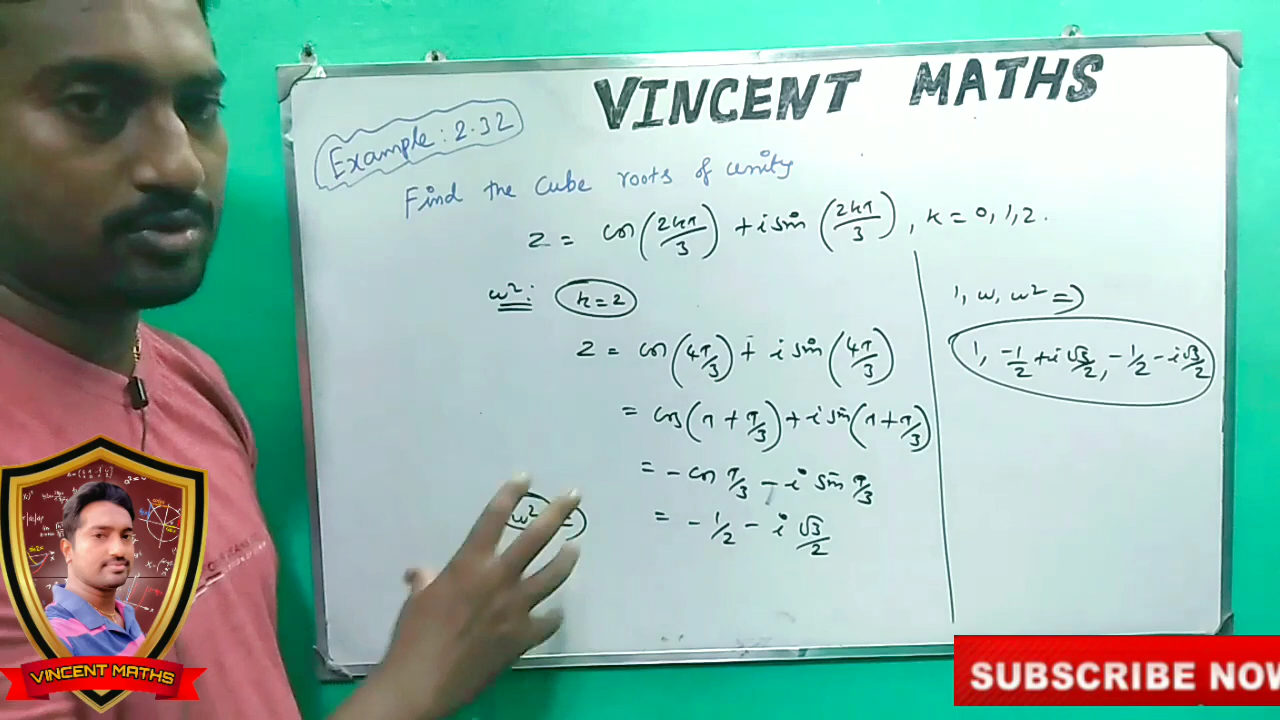 VINCENT MATHS
Example: 2.32
Find the Cube roots of unity
z = cos(2kπ/3) + i sin(2kπ/3), k = 0, 1, 2.
ω²: k = 2
z = cos(4π/3) + i sin(4π/3)
= cos(π + π/3) + i sin(π + π/3)
= -cos π/3 - i sin π/3
ω² = - 1/2 - i √3/2
1, ω, ω² ⇒
1, -1/2 + i √3/2, -1/2 - i √3/2
VINCENT MATHS
SUBSCRIBE NOW